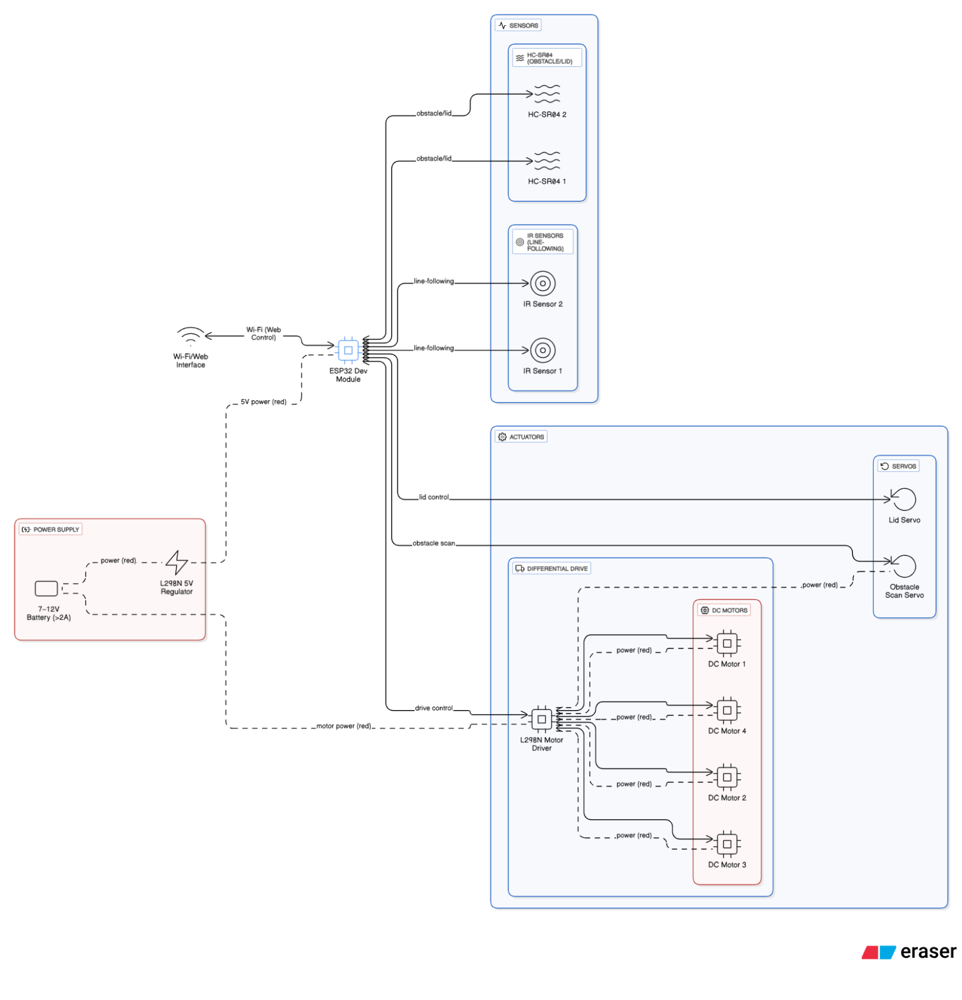 SENSORS
HC-SR04
(OBSTACLE/LID)
HC-SR04 2
obstacle/lid
obstacle/lid
HC-SR04 1
IR SENSORS
(LINE-
FOLLOWING)
line-following
IR Sensor 2
line-following
IR Sensor 1
Wi-Fi (Web
Control)
Wi-Fi/Web
Interface
ESP32 Dev
Module
5V power (red)
ACTUATORS
SERVOS
lid control
Lid Servo
obstacle scan
Obstacle
Scan Servo
POWER SUPPLY
power (red)
L298N 5V
Regulator
7–12V
Battery (>2A)
DIFFERENTIAL DRIVE
power (red)
DC MOTORS
power (red)
DC Motor 1
drive control
power (red)
DC Motor 4
motor power (red)
L298N Motor
Driver
power (red)
DC Motor 2
power (red)
DC Motor 3
eraser